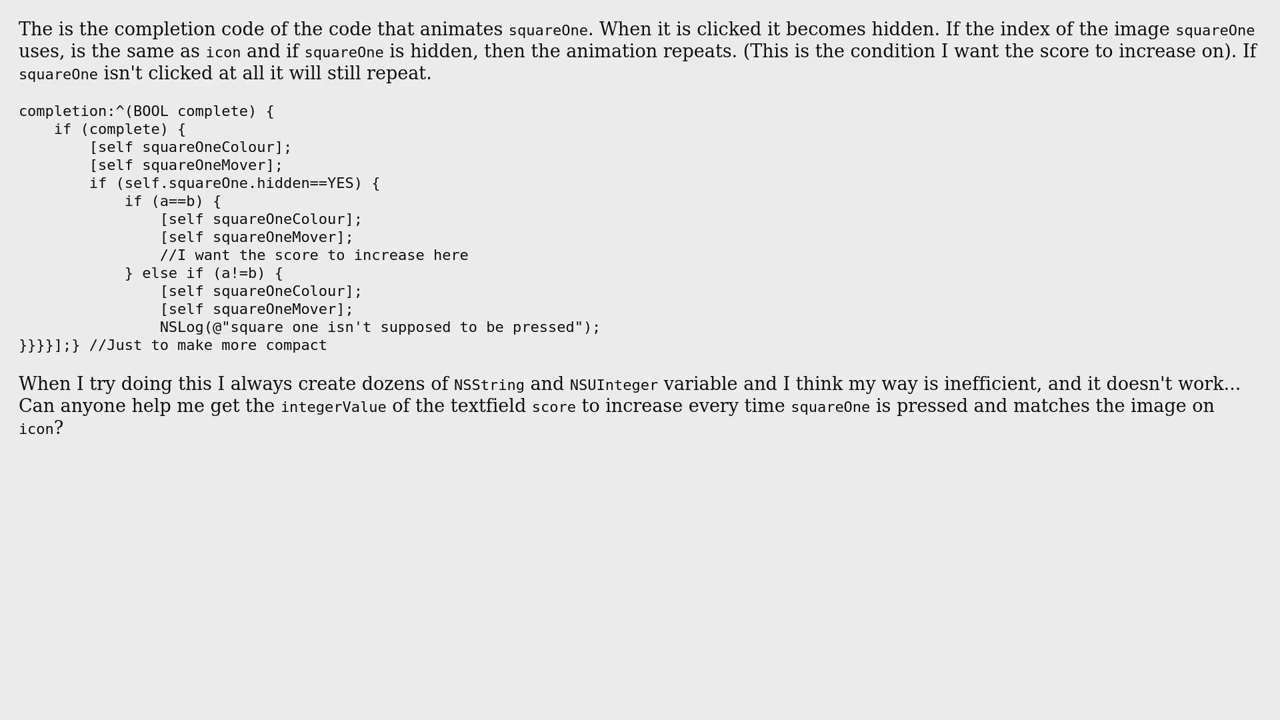 The is the completion code of the code that animates squareOne. When it is clicked it becomes hidden. If the index of the image squareOne
uses, is the same as icon and if squareOne is hidden, then the animation repeats. (This is the condition I want the score to increase on). If
squareOne isn't clicked at all it will still repeat.
completion:^(BOOL complete) {
    if (complete) {
        [self squareOneColour];
        [self squareOneMover];
        if (self.squareOne.hidden==YES) {
            if (a==b) {
                [self squareOneColour];
                [self squareOneMover];
                //I want the score to increase here
            } else if (a!=b) {
                [self squareOneColour];
                [self squareOneMover];
                NSLog(@"square one isn't supposed to be pressed");
}}}}];} //Just to make more compact
When I try doing this I always create dozens of NSString and NSUInteger variable and I think my way is inefficient, and it doesn't work...
Can anyone help me get the integerValue of the textfield score to increase every time squareOne is pressed and matches the image on
icon?